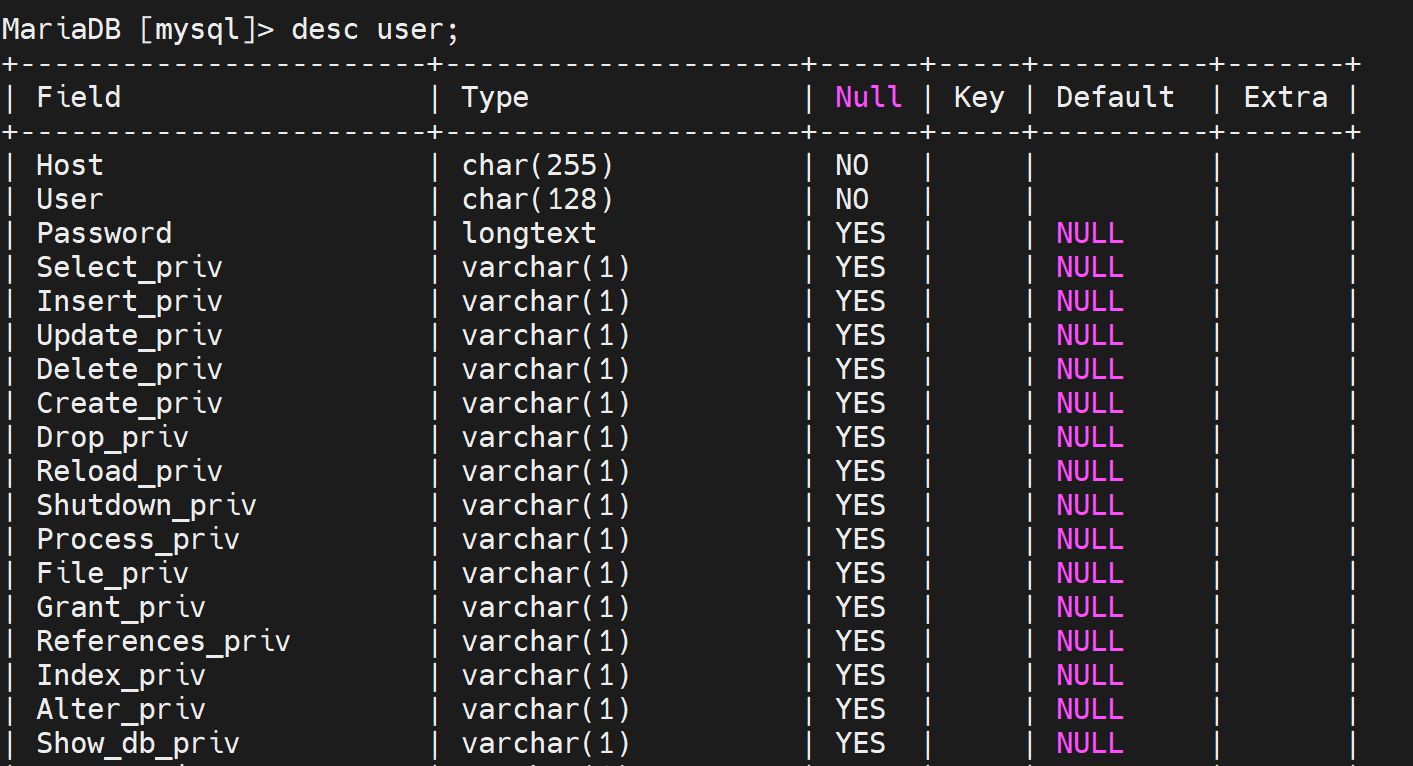 MariaDB [mysql]> desc user;
+------------------------+---------------------+------+-----+----------+-------+
| Field                  | Type                | Null | Key | Default  | Extra |
+------------------------+---------------------+------+-----+----------+-------+
| Host                   | char(255)           | NO   |     |          |       |
| User                   | char(128)           | NO   |     |          |       |
| Password               | longtext            | YES  |     | NULL     |       |
| Select_priv            | varchar(1)          | YES  |     | NULL     |       |
| Insert_priv            | varchar(1)          | YES  |     | NULL     |       |
| Update_priv            | varchar(1)          | YES  |     | NULL     |       |
| Delete_priv            | varchar(1)          | YES  |     | NULL     |       |
| Create_priv            | varchar(1)          | YES  |     | NULL     |       |
| Drop_priv              | varchar(1)          | YES  |     | NULL     |       |
| Reload_priv            | varchar(1)          | YES  |     | NULL     |       |
| Shutdown_priv          | varchar(1)          | YES  |     | NULL     |       |
| Process_priv           | varchar(1)          | YES  |     | NULL     |       |
| File_priv              | varchar(1)          | YES  |     | NULL     |       |
| Grant_priv             | varchar(1)          | YES  |     | NULL     |       |
| References_priv        | varchar(1)          | YES  |     | NULL     |       |
| Index_priv             | varchar(1)          | YES  |     | NULL     |       |
| Alter_priv             | varchar(1)          | YES  |     | NULL     |       |
| Show_db_priv           | varchar(1)          | YES  |     | NULL     |       |